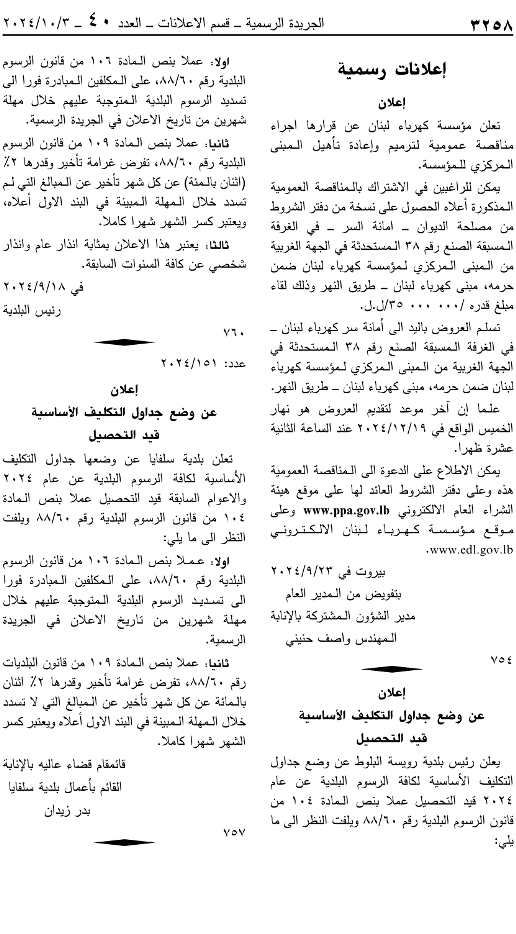 ٣٢٥٨
الجريدة الرسمية ـ قسم الاعلانات ـ العدد ٤٠ ـ ٢٠٢٤/١٠/٣
إعلانات رسمية
إعلان
تعلن مؤسسة كهرباء لبنان عن قرارها اجراء
مناقصة عمومية لترميم وإعادة تأهيل المبنى
المركزي للمؤسسة.
يمكن للراغبين في الاشتراك بالمناقصة العمومية
المذكورة أعلاه الحصول على نسخة من دفتر الشروط
من مصلحة الديوان ـ امانة السر ـ في الغرفة
المسبقة الصنع رقم ٣٨ المستحدثة في الجهة الغربية
من المبنى المركزي لمؤسسة كهرباء لبنان ضمن
حرمه، مبنى كهرباء لبنان ـ طريق النهر وذلك لقاء
مبلغ قدره /٣٥ ٠٠٠ ٠٠٠/ل.ل.
تسلم العروض باليد الى أمانة سر كهرباء لبنان ـ
في الغرفة المسبقة الصنع رقم ٣٨ المستحدثة في
الجهة الغربية من المبنى المركزي لمؤسسة كهرباء
لبنان ضمن حرمه، مبنى كهرباء لبنان ـ طريق النهر.
علما إن آخر موعد لتقديم العروض هو نهار
الخميس الواقع في ٢٠٢٤/١٢/١٩ عند الساعة الثانية
عشرة ظهرا.
يمكن الاطلاع على الدعوة الى المناقصة العمومية
هذه وعلى دفتر الشروط العائد لها على موقع هيئة
الشراء العام الالكتروني www.ppa.gov.lb وعلى
موقع مؤسسة كهرباء لبنان الالكتروني
www.edl.gov.lb.
بيروت في ٢٠٢٤/٩/٢٣
بتفويض من المدير العام
مدير الشؤون المشتركة بالإنابة
المهندس واصف حنيني
٧٥٤
إعلان
عن وضع جداول التكليف الأساسية
قيد التحصيل
يعلن رئيس بلدية رويسة البلوط عن وضع جداول
التكليف الأساسية لكافة الرسوم البلدية عن عام
٢٠٢٤ قيد التحصيل عملا بنص المادة ١٠٤ من
قانون الرسوم البلدية رقم ٨٨/٦٠ ويلفت النظر الى ما
يلي:
اولا: عملا بنص المادة ١٠٦ من قانون الرسوم
البلدية رقم ٨٨/٦٠، على المكلفين المبادرة فورا الى
تسديد الرسوم البلدية المتوجبة عليهم خلال مهلة
شهرين من تاريخ الاعلان في الجريدة الرسمية.
ثانيا: عملا بنص المادة ١٠٩ من قانون الرسوم
البلدية رقم ٨٨/٦٠، تفرض غرامة تأخير وقدرها ٢٪
(اثنان بالمئة) عن كل شهر تأخير عن المبالغ التي لم
تسدد خلال المهلة المبينة في البند الاول أعلاه،
ويعتبر كسر الشهر شهرا كاملا.
ثالثا: يعتبر هذا الاعلان بمثابة انذار عام وانذار
شخصي عن كافة السنوات السابقة.
في ٢٠٢٤/٩/١٨
رئيس البلدية
٧٦٠
عدد: ٢٠٢٤/١٥١
إعلان
عن وضع جداول التكليف الأساسية
قيد التحصيل
تعلن بلدية سلفايا عن وضعها جداول التكليف
الأساسية لكافة الرسوم البلدية عن عام ٢٠٢٤
والاعوام السابقة قيد التحصيل عملا بنص المادة
١٠٤ من قانون الرسوم البلدية رقم ٨٨/٦٠ ويلفت
النظر الى ما يلي:
اولا: عملا بنص المادة ١٠٦ من قانون الرسوم
البلدية رقم ٨٨/٦٠، على المكلفين المبادرة فورا
الى تسديد الرسوم البلدية المتوجبة عليهم خلال
مهلة شهرين من تاريخ الاعلان في الجريدة
الرسمية.
ثانيا: عملا بنص المادة ١٠٩ من قانون البلديات
رقم ٨٨/٦٠، تفرض غرامة تأخير وقدرها ٢٪ اثنان
بالمائة عن كل شهر تأخير عن المبالغ التي لا تسدد
خلال المهلة المبينة في البند الاول أعلاه ويعتبر كسر
الشهر شهرا كاملا.
قائمقام قضاء عاليه بالإنابة
القائم بأعمال بلدية سلفايا
بدر زيدان
٧٥٧